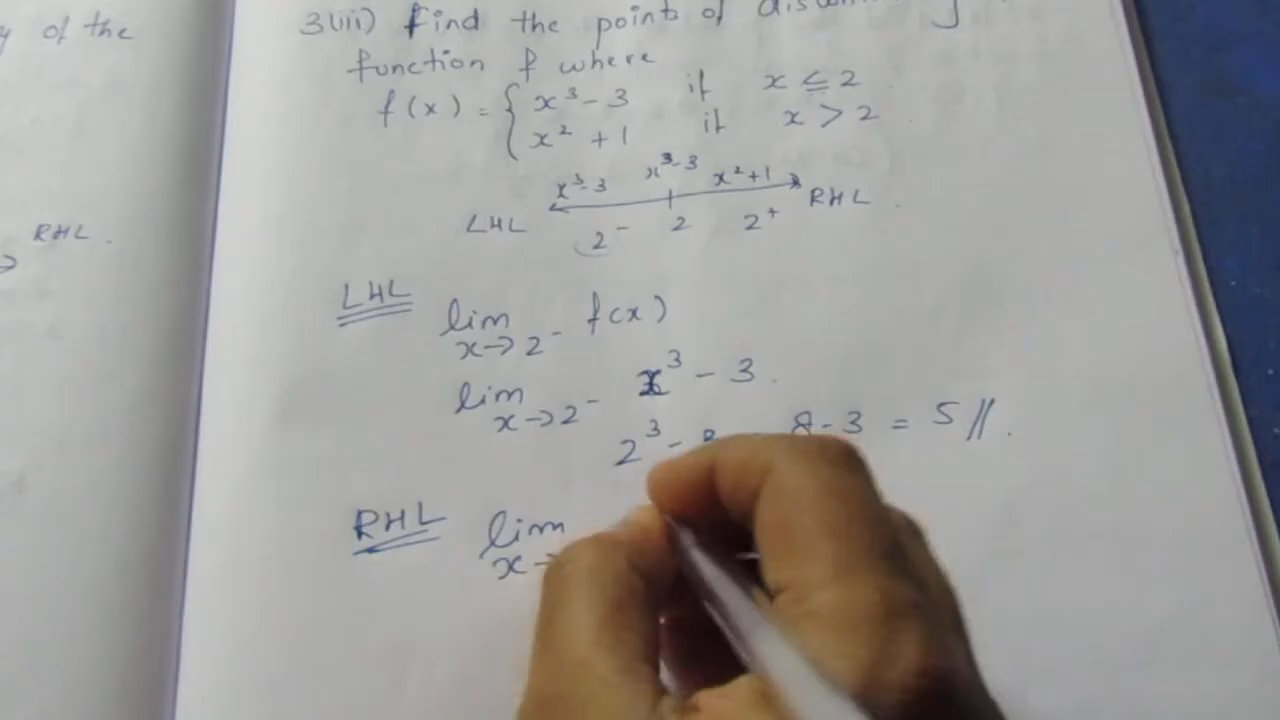 y of the
RHL .
3(iii) Find the points of
function f where
f(x) = { x³ - 3 if x ≤ 2
x² + 1 if x > 2
x³-3 x³-3 x²+1
LHL 2⁻ 2 2⁺ RHL .
LHL lim f(x)
x→2⁻
lim x³ - 3 .
x→2⁻
2³ - 8-3 = 5 // .
RHL lim
x→